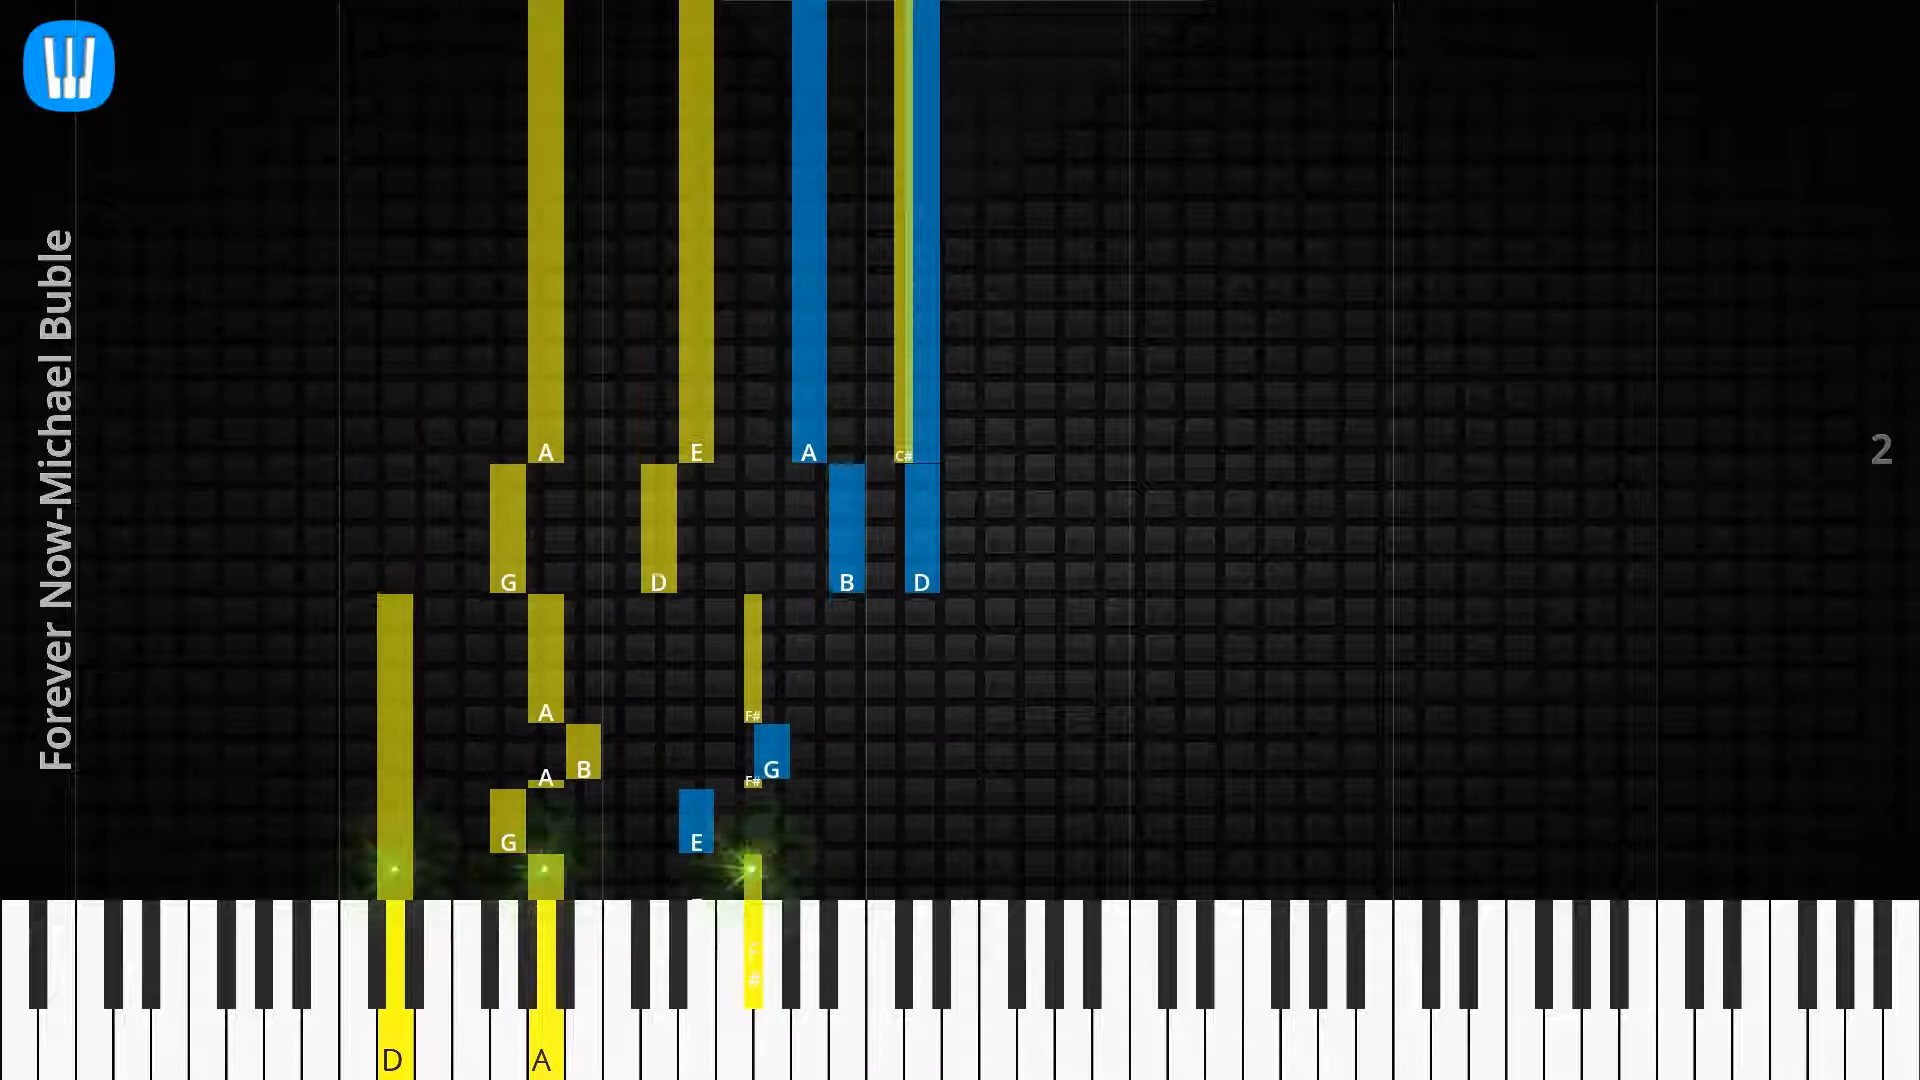 Forever Now-Michael Buble
2
A E A C#
G D B D
A F#
B G
A F#
G E
F#
D A